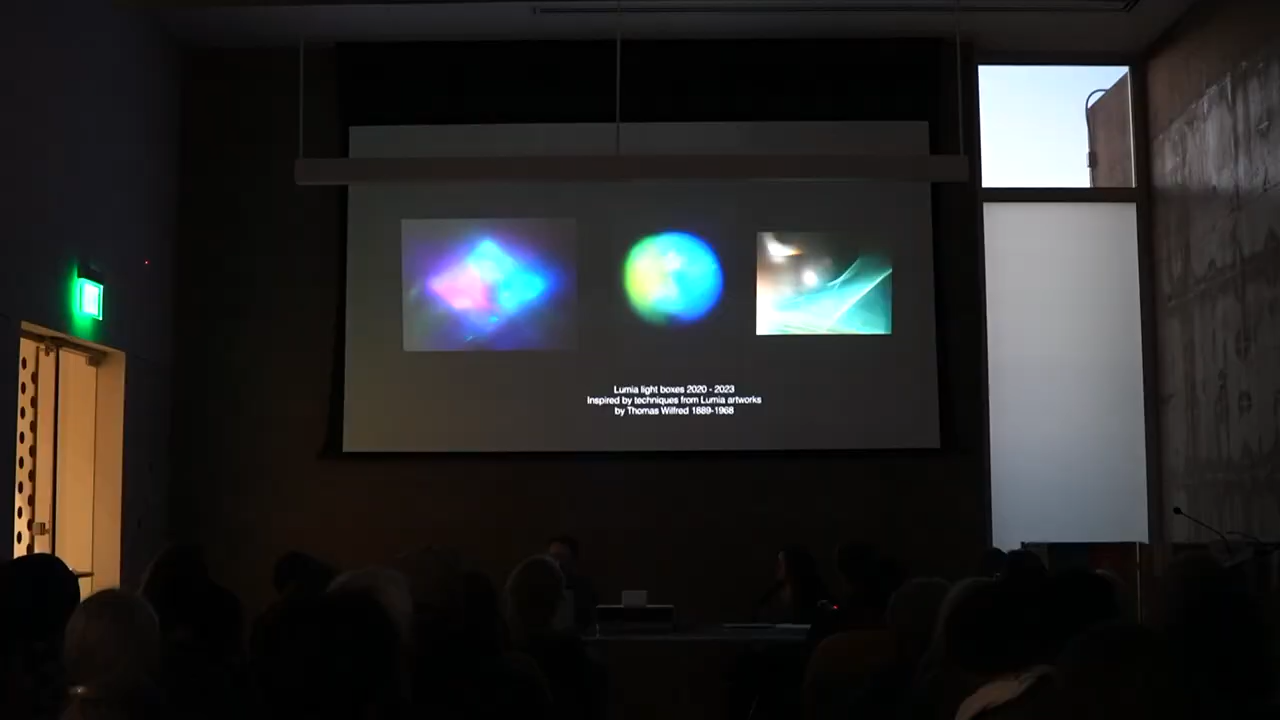 Lumia light boxes 2020 - 2023
Inspired by techniques from Lumia artworks
by Thomas Wilfred 1889-1968